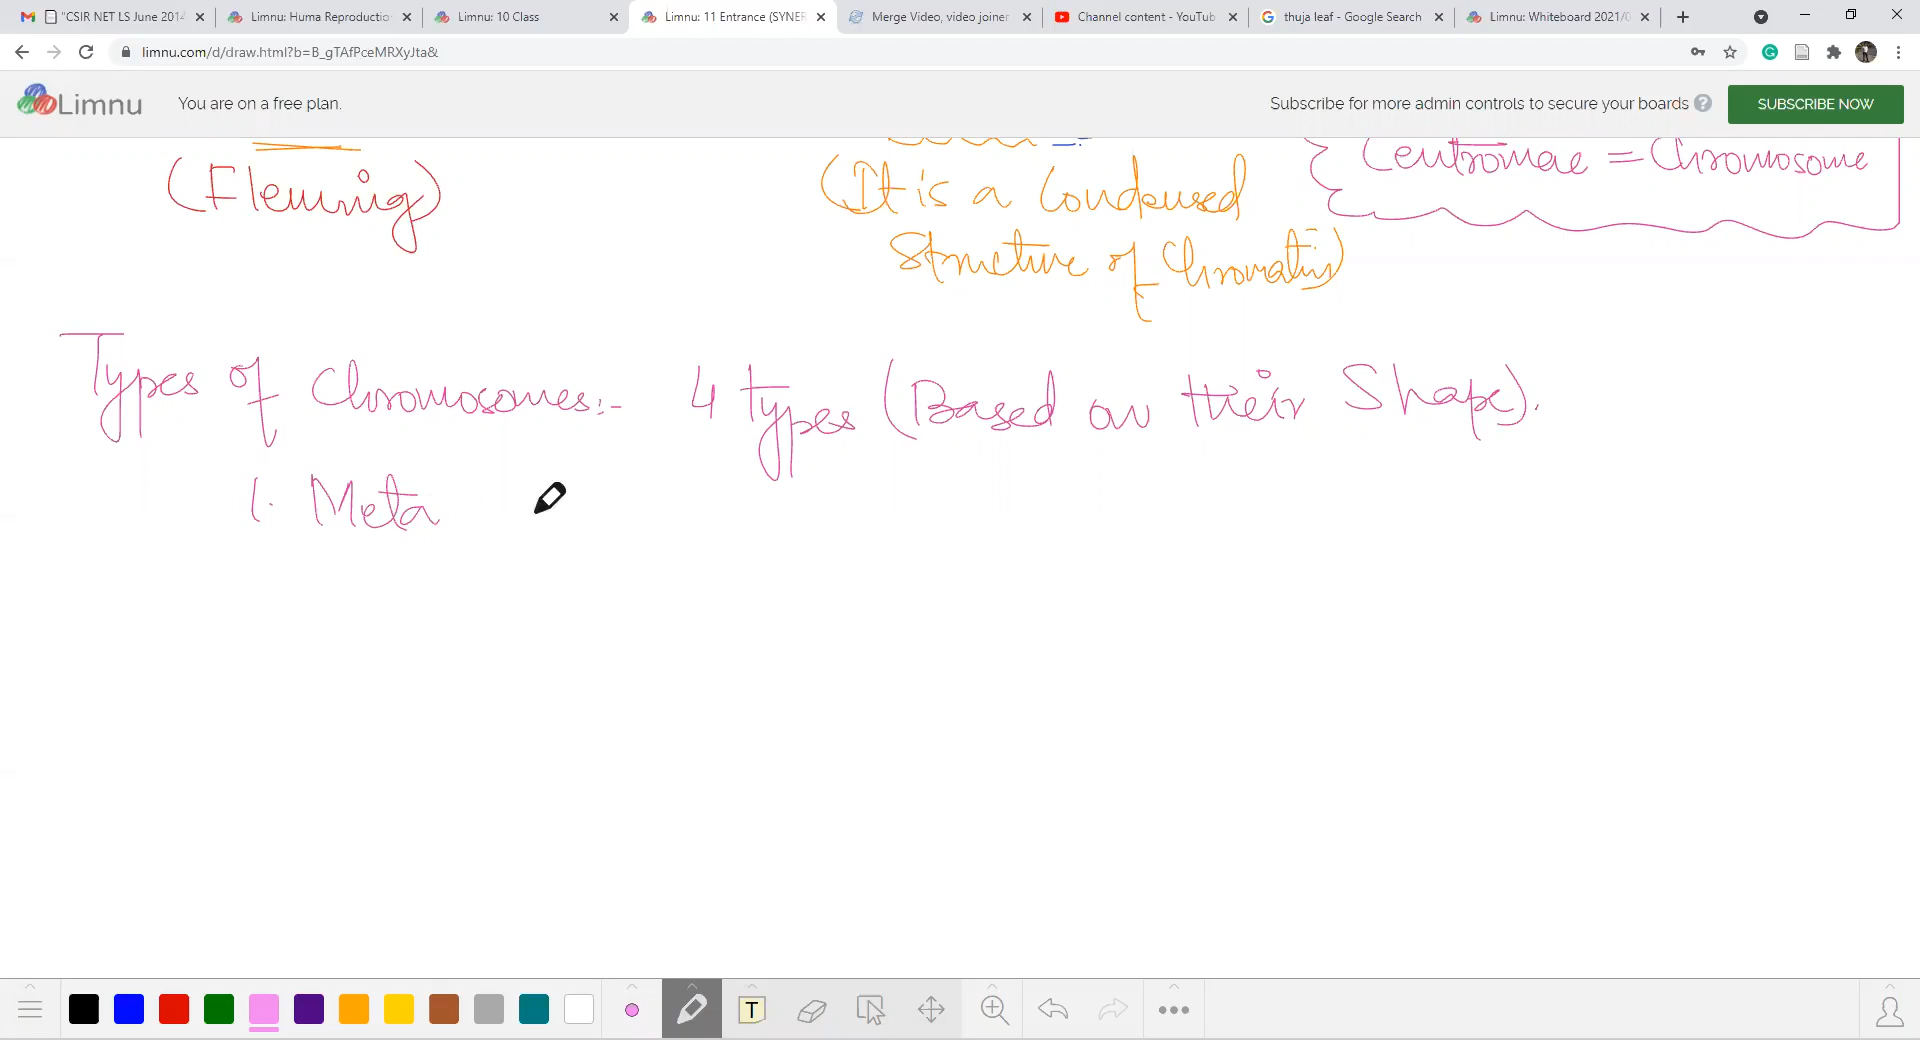 "CSIR NET LS June 2014
Limnu: Huma Reproductio
Limnu: 10 Class
Limnu: 11 Entrance (SYNER
Merge Video, video joiner
Channel content - YouTub
thuja leaf - Google Search
Limnu: Whiteboard 2021/0
limnu.com/d/draw.html?b=B_gTAfPceMRXyJta&
Limnu
You are on a free plan.
Subscribe for more admin controls to secure your boards ?
SUBSCRIBE NOW
Centromae = Chromosome
(Flemming)
(It is a Condensed
Structure of Chromatin)
Types of Chromosomes:- 4 types (Based on their Shape).
1. Meta
T